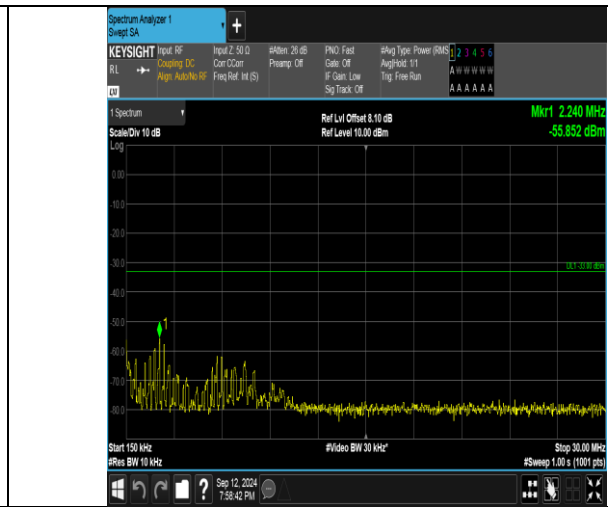 Spectrum Analyzer 1
Swept SA
+
KEYSIGHT Input: RF Input Z: 50 Ω #Atten: 26 dB PNO: Fast #Avg Type: Power (RMS 1 2 3 4 5 6
RL Coupling: DC Corr CCorr Preamp: Off Gate: Off Avg|Hold: 1/1 A W W W W W
Align: Auto/No RF Freq Ref: Int (S) IF Gain: Low Trig: Free Run
LXI Sig Track: Off A A A A A A
1 Spectrum Ref Lvl Offset 8.10 dB Mkr1 2.240 MHz
Scale/Div 10 dB Ref Level 10.00 dBm -55.852 dBm
Log
0.00
-10.0
-20.0
-30.0 DL1 -33.00 dBm
-40.0
-50.0 1
-60.0
-70.0
-80.0
Start 150 kHz #Video BW 30 kHz* Stop 30.00 MHz
#Res BW 10 kHz #Sweep 1.00 s (1001 pts)
? Sep 12, 2024
7:58:42 PM